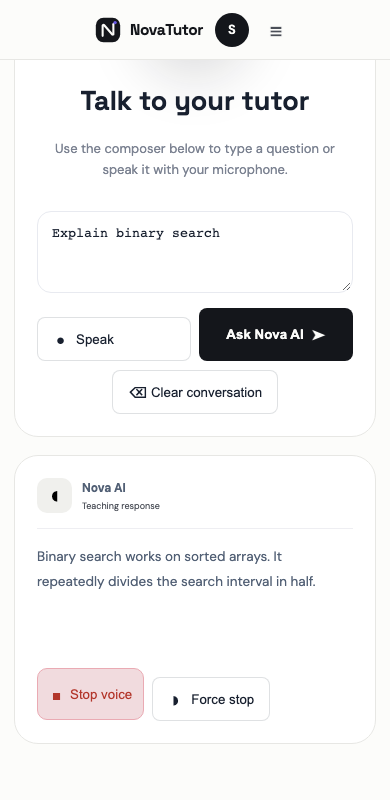 NovaTutor
S
Talk to your tutor
Use the composer below to type a question or
speak it with your microphone.
Explain binary search
Speak
Ask Nova AI
Clear conversation
Nova AI
Teaching response
Binary search works on sorted arrays. It
repeatedly divides the search interval in half.
Stop voice
Force stop